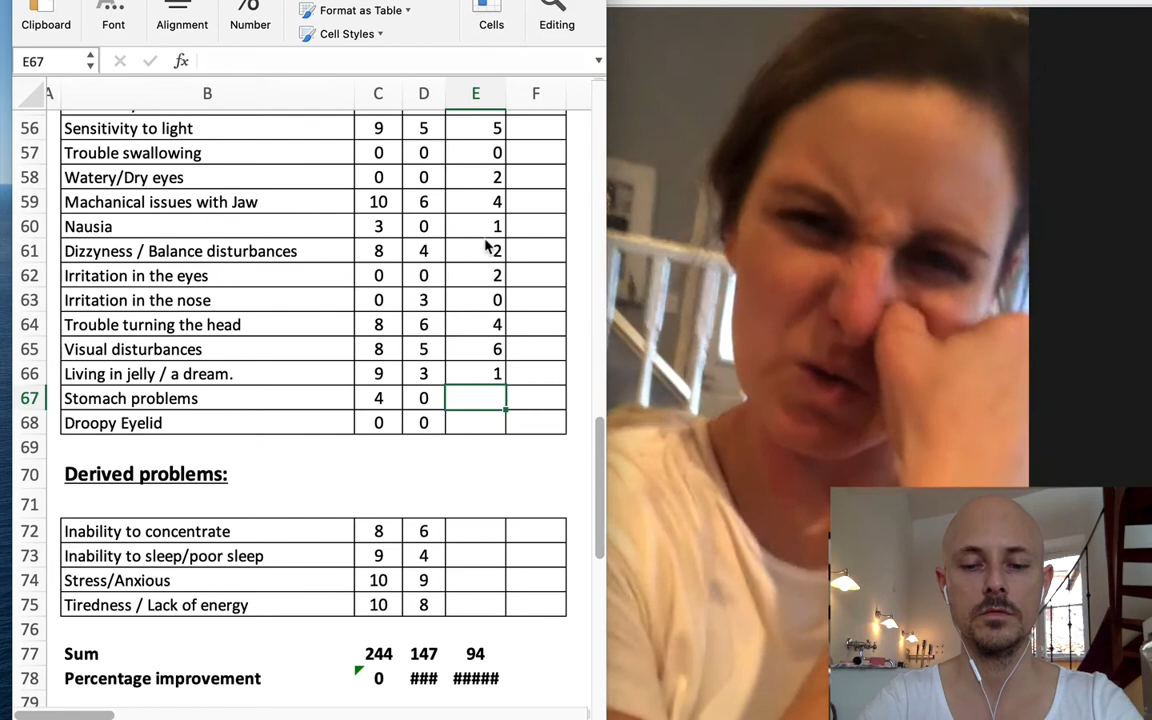 Format as Table
Cell Styles
Clipboard Font Alignment Number Cells Editing
E67 fx
A B C D E F
56 Sensitivity to light 9 5 5
57 Trouble swallowing 0 0 0
58 Watery/Dry eyes 0 0 2
59 Machanical issues with Jaw 10 6 4
60 Nausia 3 0 1
61 Dizzyness / Balance disturbances 8 4 2
62 Irritation in the eyes 0 0 2
63 Irritation in the nose 0 3 0
64 Trouble turning the head 8 6 4
65 Visual disturbances 8 5 6
66 Living in jelly / a dream. 9 3 1
67 Stomach problems 4 0
68 Droopy Eyelid 0 0
69
70 Derived problems:
71
72 Inability to concentrate 8 6
73 Inability to sleep/poor sleep 9 4
74 Stress/Anxious 10 9
75 Tiredness / Lack of energy 10 8
76
77 Sum 244 147 94
78 Percentage improvement 0 ### #####
79